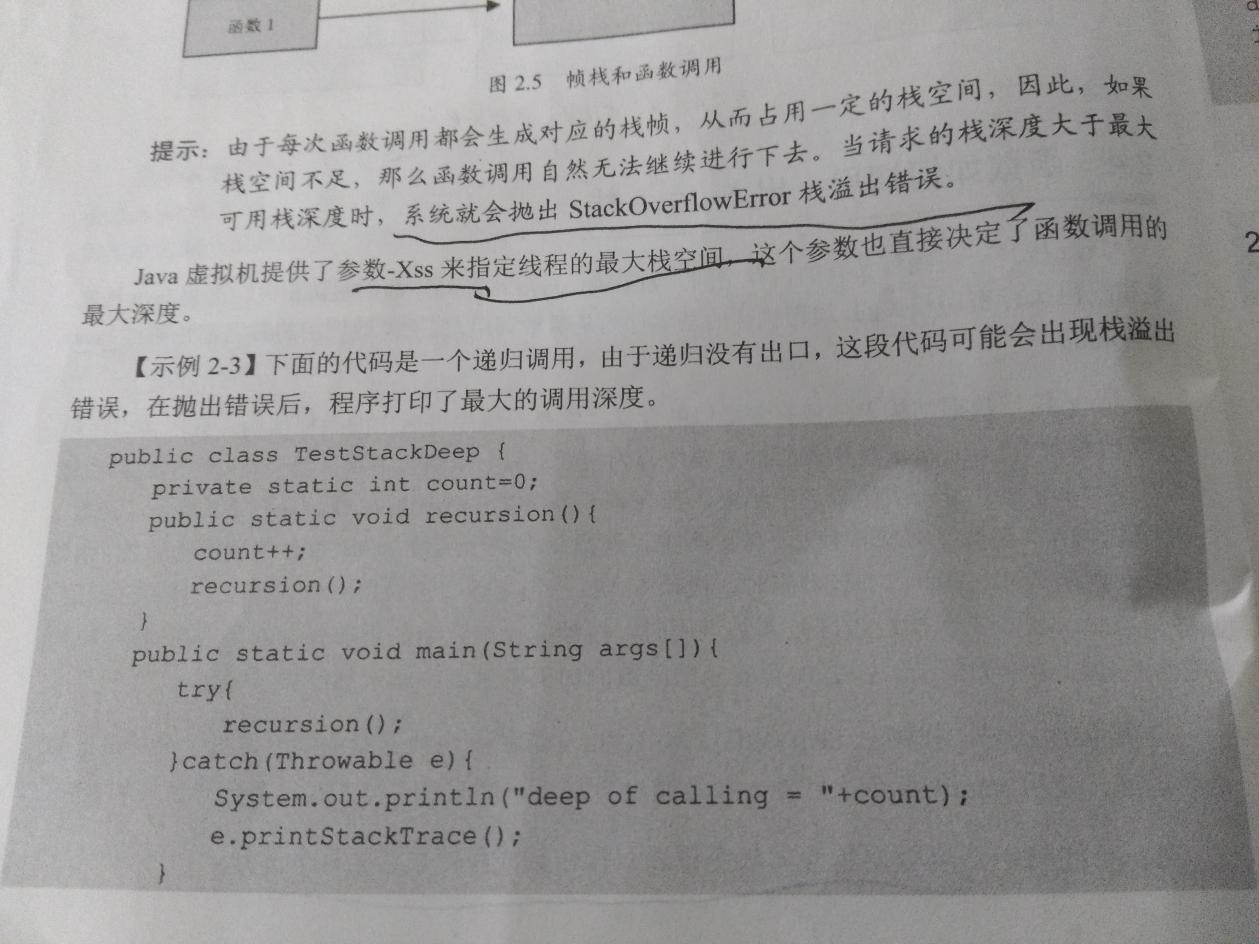 函数 1
图 2.5 帧栈和函数调用
提示：由于每次函数调用都会生成对应的栈帧，从而占用一定的栈空间，因此，如果
栈空间不足，那么函数调用自然无法继续进行下去。当请求的栈深度大于最大
可用栈深度时，系统就会抛出 StackOverflowError 栈溢出错误。
Java 虚拟机提供了参数-Xss 来指定线程的最大栈空间，这个参数也直接决定了函数调用的
最大深度。
【示例 2-3】下面的代码是一个递归调用，由于递归没有出口，这段代码可能会出现栈溢出
错误，在抛出错误后，程序打印了最大的调用深度。
public class TestStackDeep {
private static int count=0;
public static void recursion(){
count++;
recursion();
}
public static void main(String args[]){
try{
recursion();
}catch(Throwable e){
System.out.println("deep of calling = "+count);
e.printStackTrace();
}
2